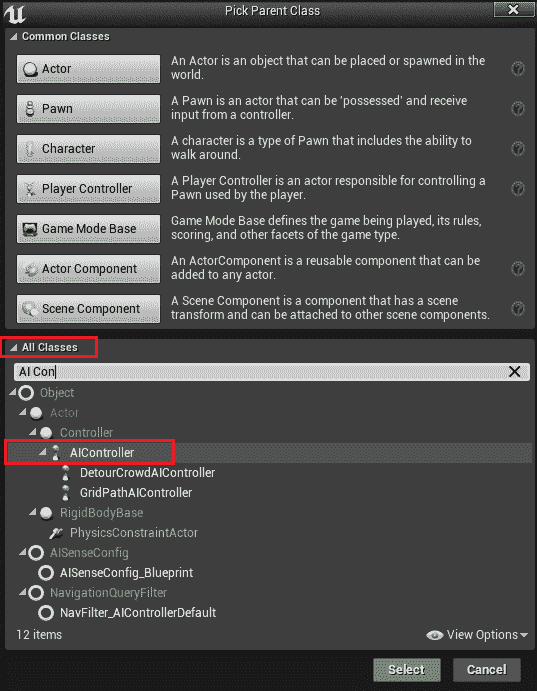 Pick Parent Class
Common Classes
Actor
An Actor is an object that can be placed or spawned in the
world.
Pawn
A Pawn is an actor that can be 'possessed' and receive
input from a controller.
Character
A character is a type of Pawn that includes the ability to
walk around.
Player Controller
A Player Controller is an actor responsible for controlling a
Pawn used by the player.
Game Mode Base
Game Mode Base defines the game being played, its rules,
scoring, and other facets of the game type.
Actor Component
An ActorComponent is a reusable component that can be
added to any actor.
Scene Component
A Scene Component is a component that has a scene
transform and can be attached to other scene components.
All Classes
AI Con
Object
Actor
Controller
AIController
DetourCrowdAIController
GridPathAIController
RigidBodyBase
PhysicsConstraintActor
AISenseConfig
AISenseConfig_Blueprint
NavigationQueryFilter
NavFilter_AIControllerDefault
12 items
View Options
Select
Cancel